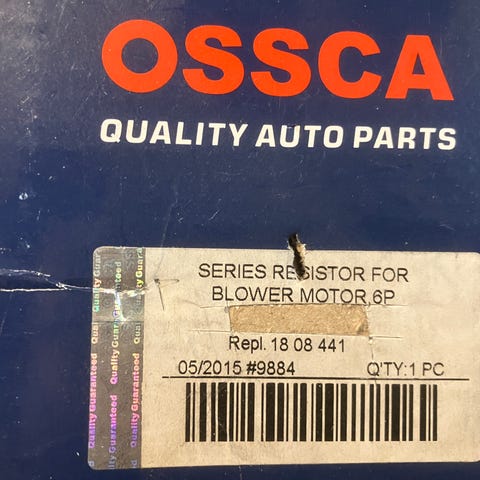 OSSCA
QUALITY AUTO PARTS
SERIES RESISTOR FOR
BLOWER MOTOR,6P
Repl. 18 08 441
05/2015 #9884 Q'TY:1 PC
Quality Guaranteed
Quality Guaranteed